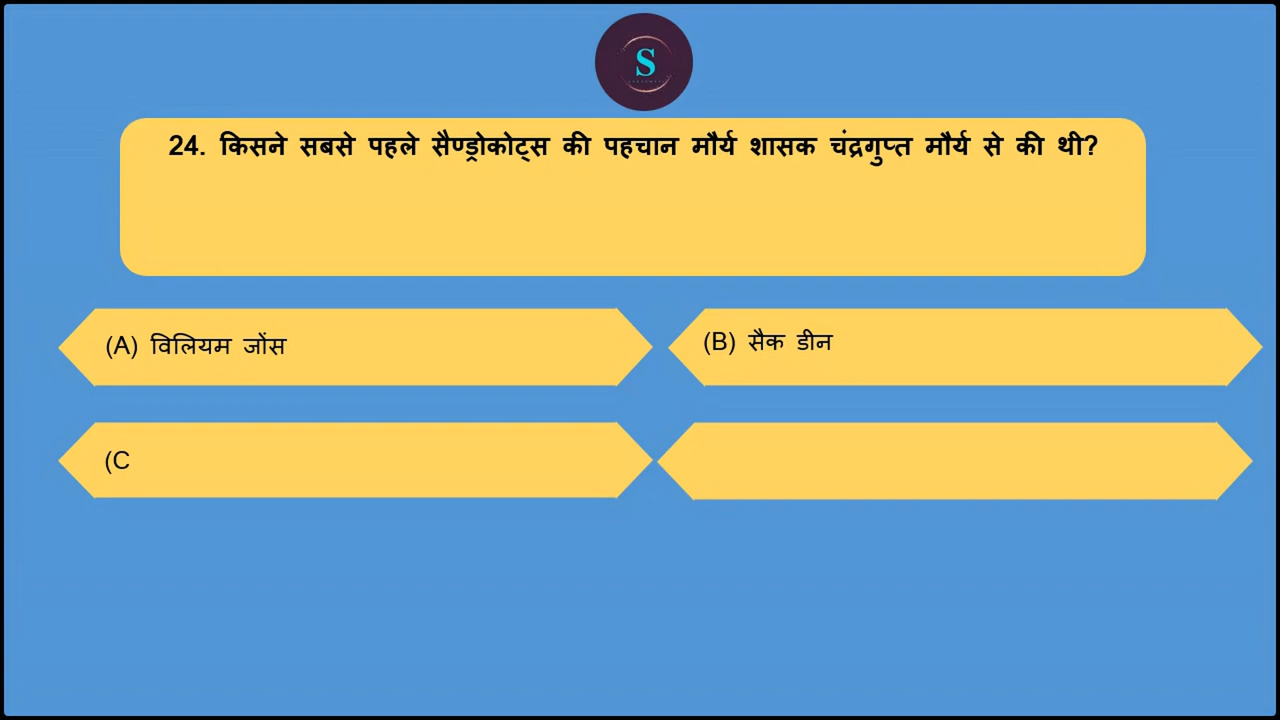 S
24. किसने सबसे पहले सैण्ड्रोकोट्स की पहचान मौर्य शासक चंद्रगुप्त मौर्य से की थी?
(A) विलियम जोंस
(B) सैक डीन
(C